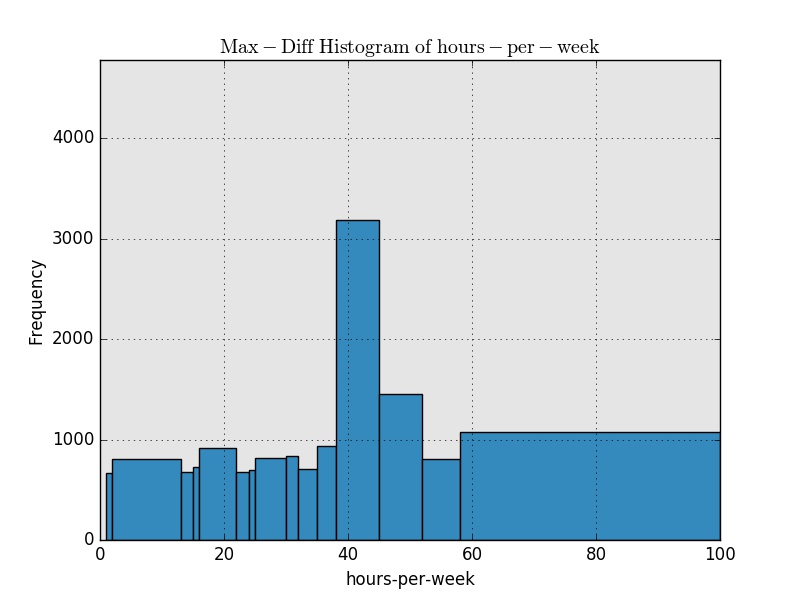 Max − Diff Histogram of hours − per − week
4000
3000
2000
1000
0
Frequency
0 20 40 60 80 100
hours-per-week